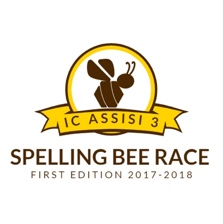 IC ASSISI 3
SPELLING BEE RACE
FIRST EDITION 2017-2018